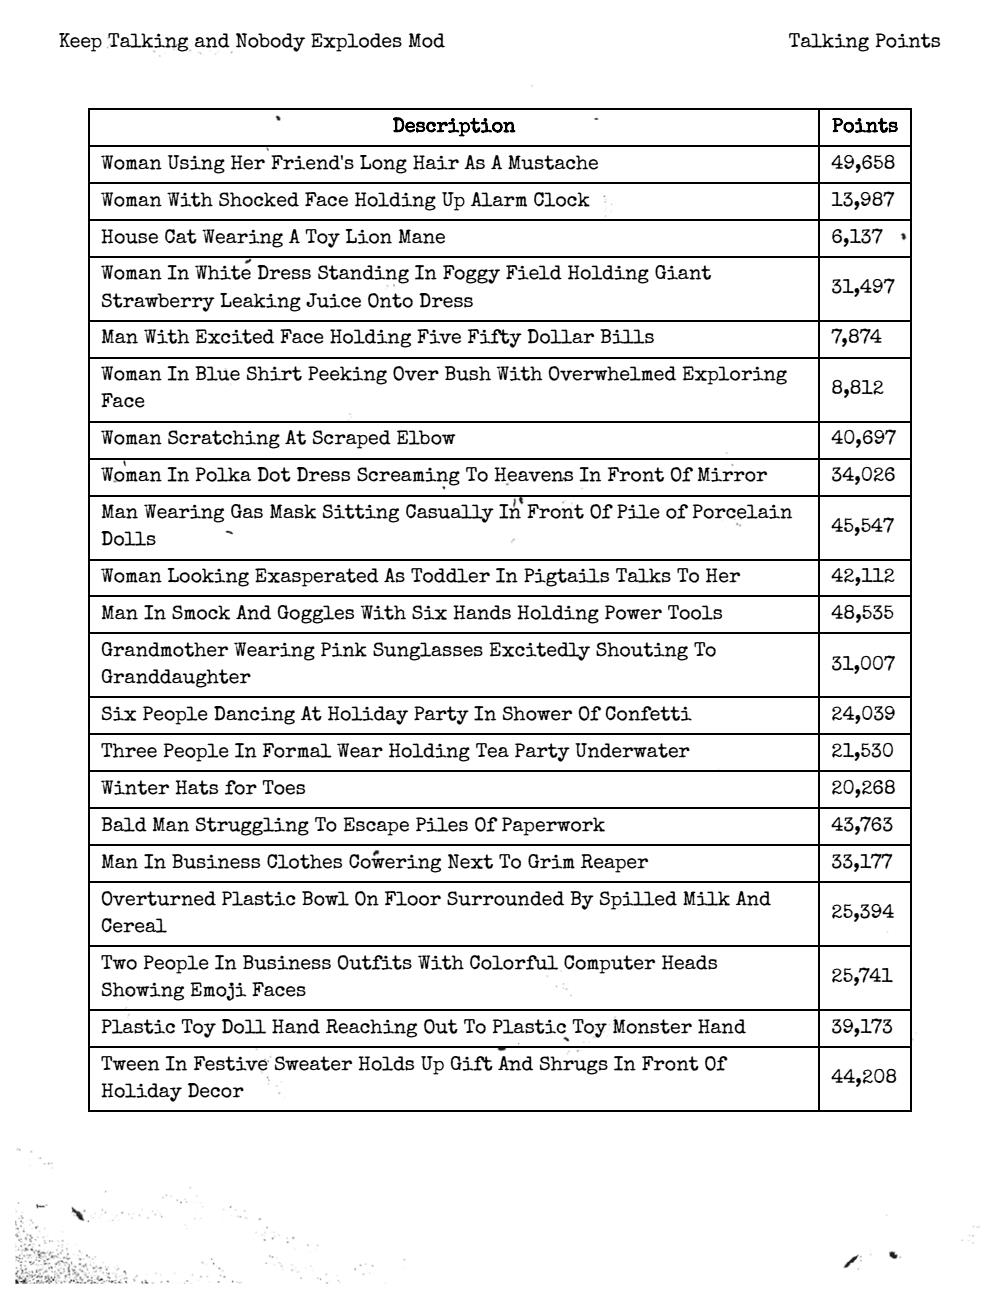 Keep Talking and Nobody Explodes Mod
Talking Points
Description Points
Woman Using Her Friend's Long Hair As A Mustache 49,658
Woman With Shocked Face Holding Up Alarm Clock 13,987
House Cat Wearing A Toy Lion Mane 6,137
Woman In White Dress Standing In Foggy Field Holding Giant
Strawberry Leaking Juice Onto Dress 31,497
Man With Excited Face Holding Five Fifty Dollar Bills 7,874
Woman In Blue Shirt Peeking Over Bush With Overwhelmed Exploring
Face 8,812
Woman Scratching At Scraped Elbow 40,697
Woman In Polka Dot Dress Screaming To Heavens In Front Of Mirror 34,026
Man Wearing Gas Mask Sitting Casually In Front Of Pile of Porcelain
Dolls 45,547
Woman Looking Exasperated As Toddler In Pigtails Talks To Her 42,112
Man In Smock And Goggles With Six Hands Holding Power Tools 48,535
Grandmother Wearing Pink Sunglasses Excitedly Shouting To
Granddaughter 31,007
Six People Dancing At Holiday Party In Shower Of Confetti 24,039
Three People In Formal Wear Holding Tea Party Underwater 21,530
Winter Hats for Toes 20,268
Bald Man Struggling To Escape Piles Of Paperwork 43,763
Man In Business Clothes Cowering Next To Grim Reaper 33,177
Overturned Plastic Bowl On Floor Surrounded By Spilled Milk And
Cereal 25,394
Two People In Business Outfits With Colorful Computer Heads
Showing Emoji Faces 25,741
Plastic Toy Doll Hand Reaching Out To Plastic Toy Monster Hand 39,173
Tween In Festive Sweater Holds Up Gift And Shrugs In Front Of
Holiday Decor 44,208